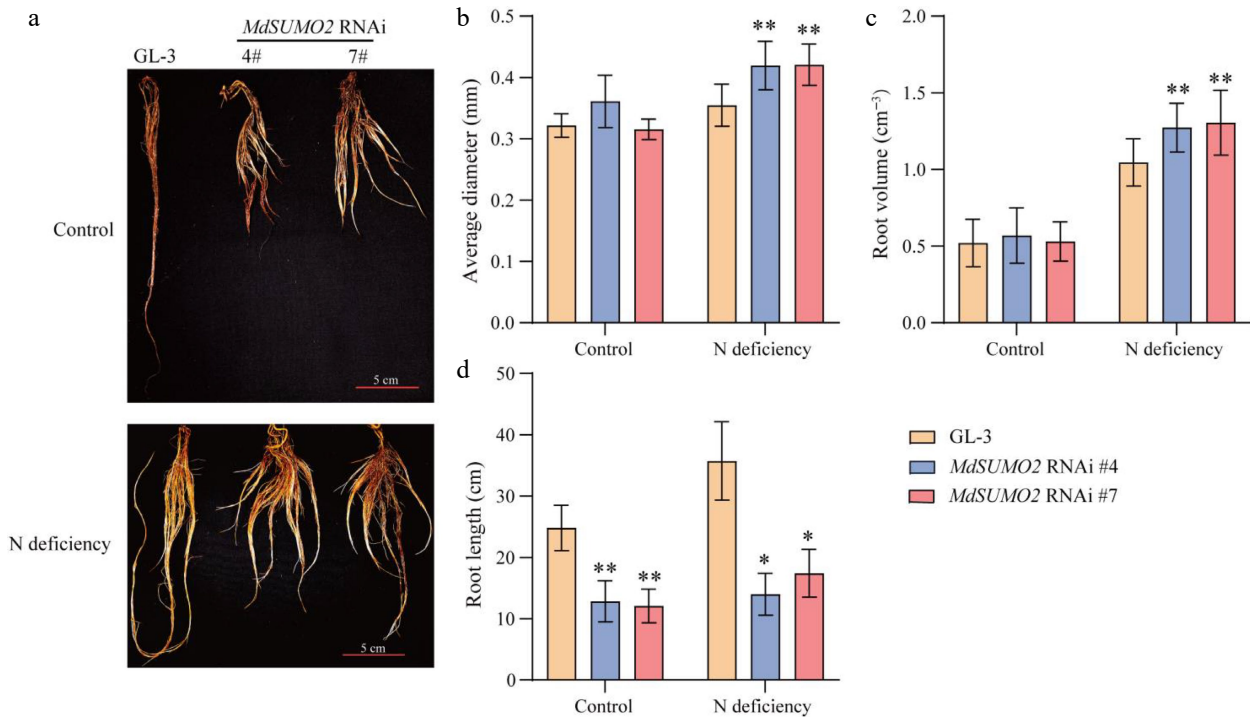 a
MdSUMO2 RNAi
GL-3 4# 7#
Control
5 cm
N deficiency
5 cm
b
Average diameter (mm)
0.5
0.4
0.3
0.2
0.1
0.0
** **
Control N deficiency
c
Root volume (cm⁻³)
2.0
1.5
1.0
0.5
0.0
** **
Control N deficiency
d
Root length (cm)
50
40
30
20
10
0
** ** * *
Control N deficiency
GL-3
MdSUMO2 RNAi #4
MdSUMO2 RNAi #7